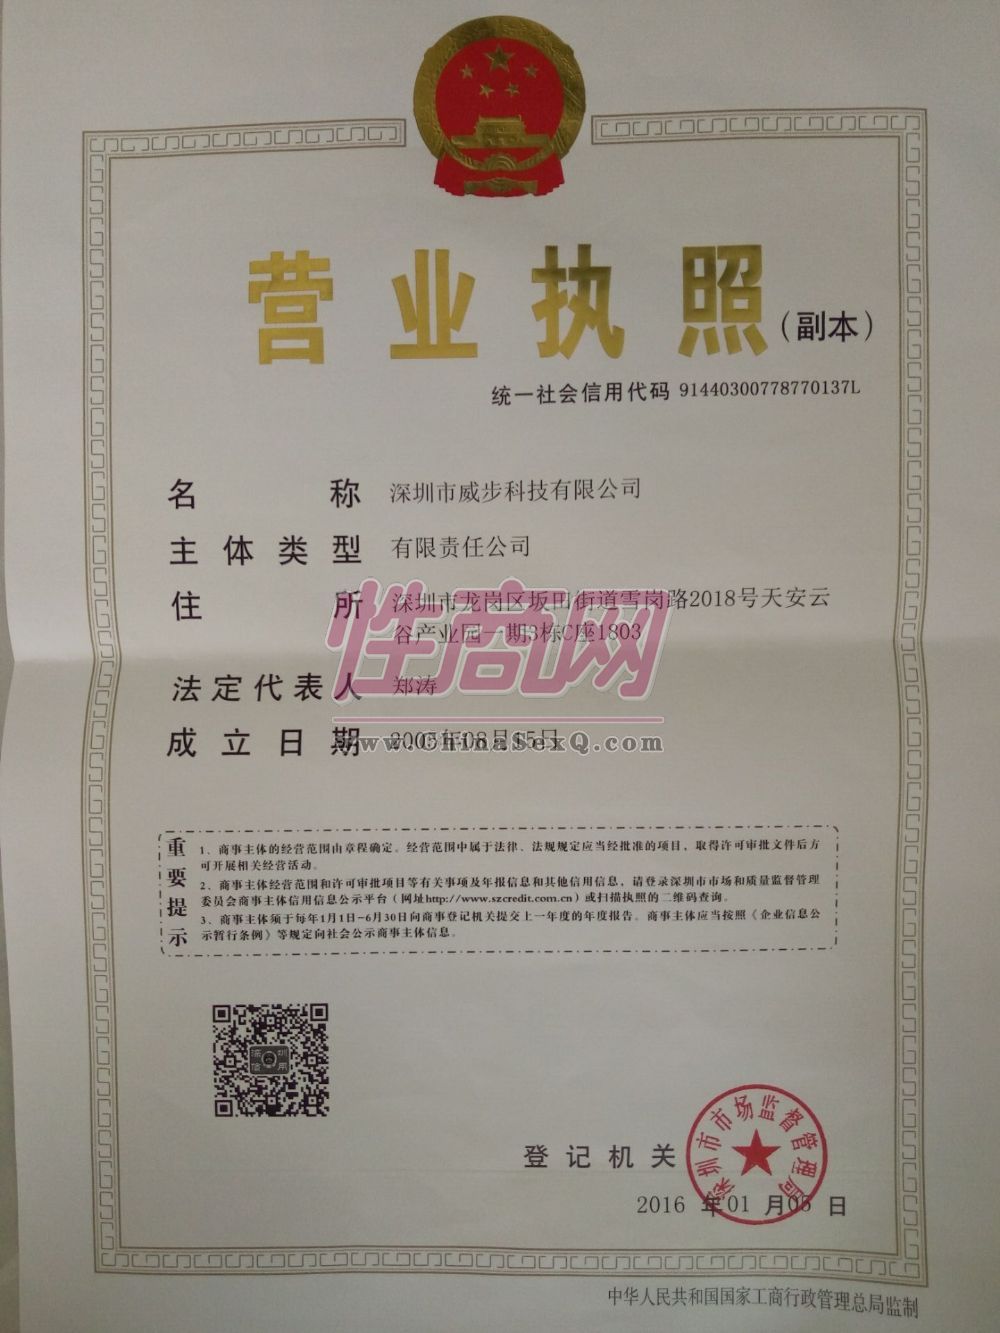 营业执照(副本)
统一社会信用代码 91440300778770137L
名称 深圳市威步科技有限公司
主体类型 有限责任公司
住所 深圳市龙岗区坂田街道雪岗路2018号天安云
谷产业园一期3栋C座1803
法定代表人 郑涛
成立日期 2005年08月15日
性商网
www.chinasexq.com
重要提示
1、商事主体的经营范围由章程确定。经营范围中属于法律、法规规定应当经批准的项目，取得许可审批文件后方
可开展相关经营活动。
2、商事主体经营范围和许可审批项目等有关事项及年报信息和其他信用信息，请登录深圳市市场和质量监督管理
委员会商事主体信用信息公示平台（网址http://www.szcredit.com.cn）或扫描执照的二维码查询。
3、商事主体须于每年1月1日-6月30日向商事登记机关提交上一年度的年度报告。商事主体应当按照《企业信息公
示暂行条例》等规定向社会公示商事主体信息。
深圳
信用
登记机关
深圳市市场监督管理局
2016 年 01 月 05 日
中华人民共和国国家工商行政管理总局监制